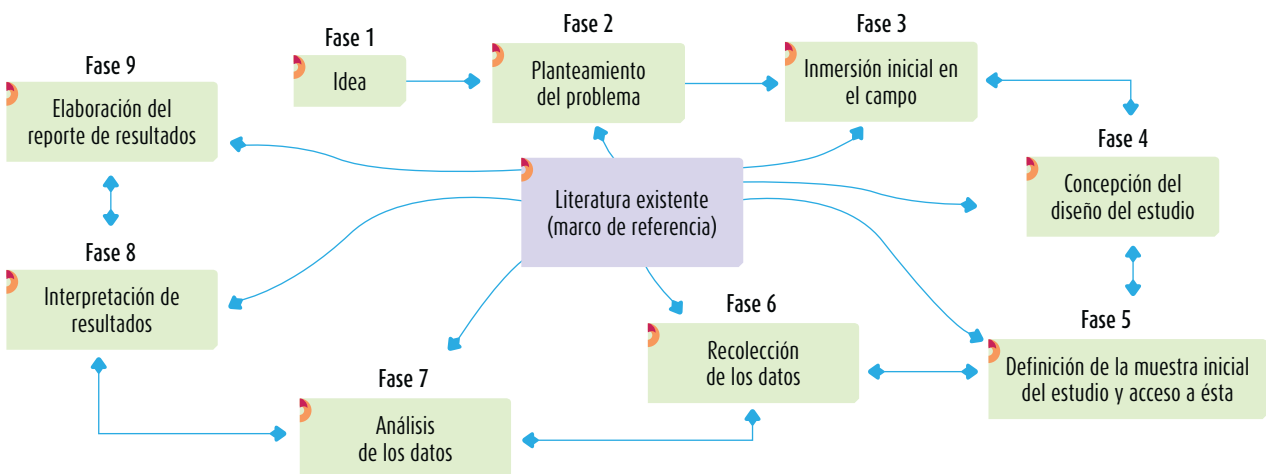 Fase 1
Idea
Fase 2
Planteamiento
del problema
Fase 3
Inmersión inicial en
el campo
Fase 4
Concepción del
diseño del estudio
Fase 5
Definición de la muestra inicial
del estudio y acceso a ésta
Fase 6
Recolección
de los datos
Fase 7
Análisis
de los datos
Fase 8
Interpretación de
resultados
Fase 9
Elaboración del
reporte de resultados
Literatura existente
(marco de referencia)